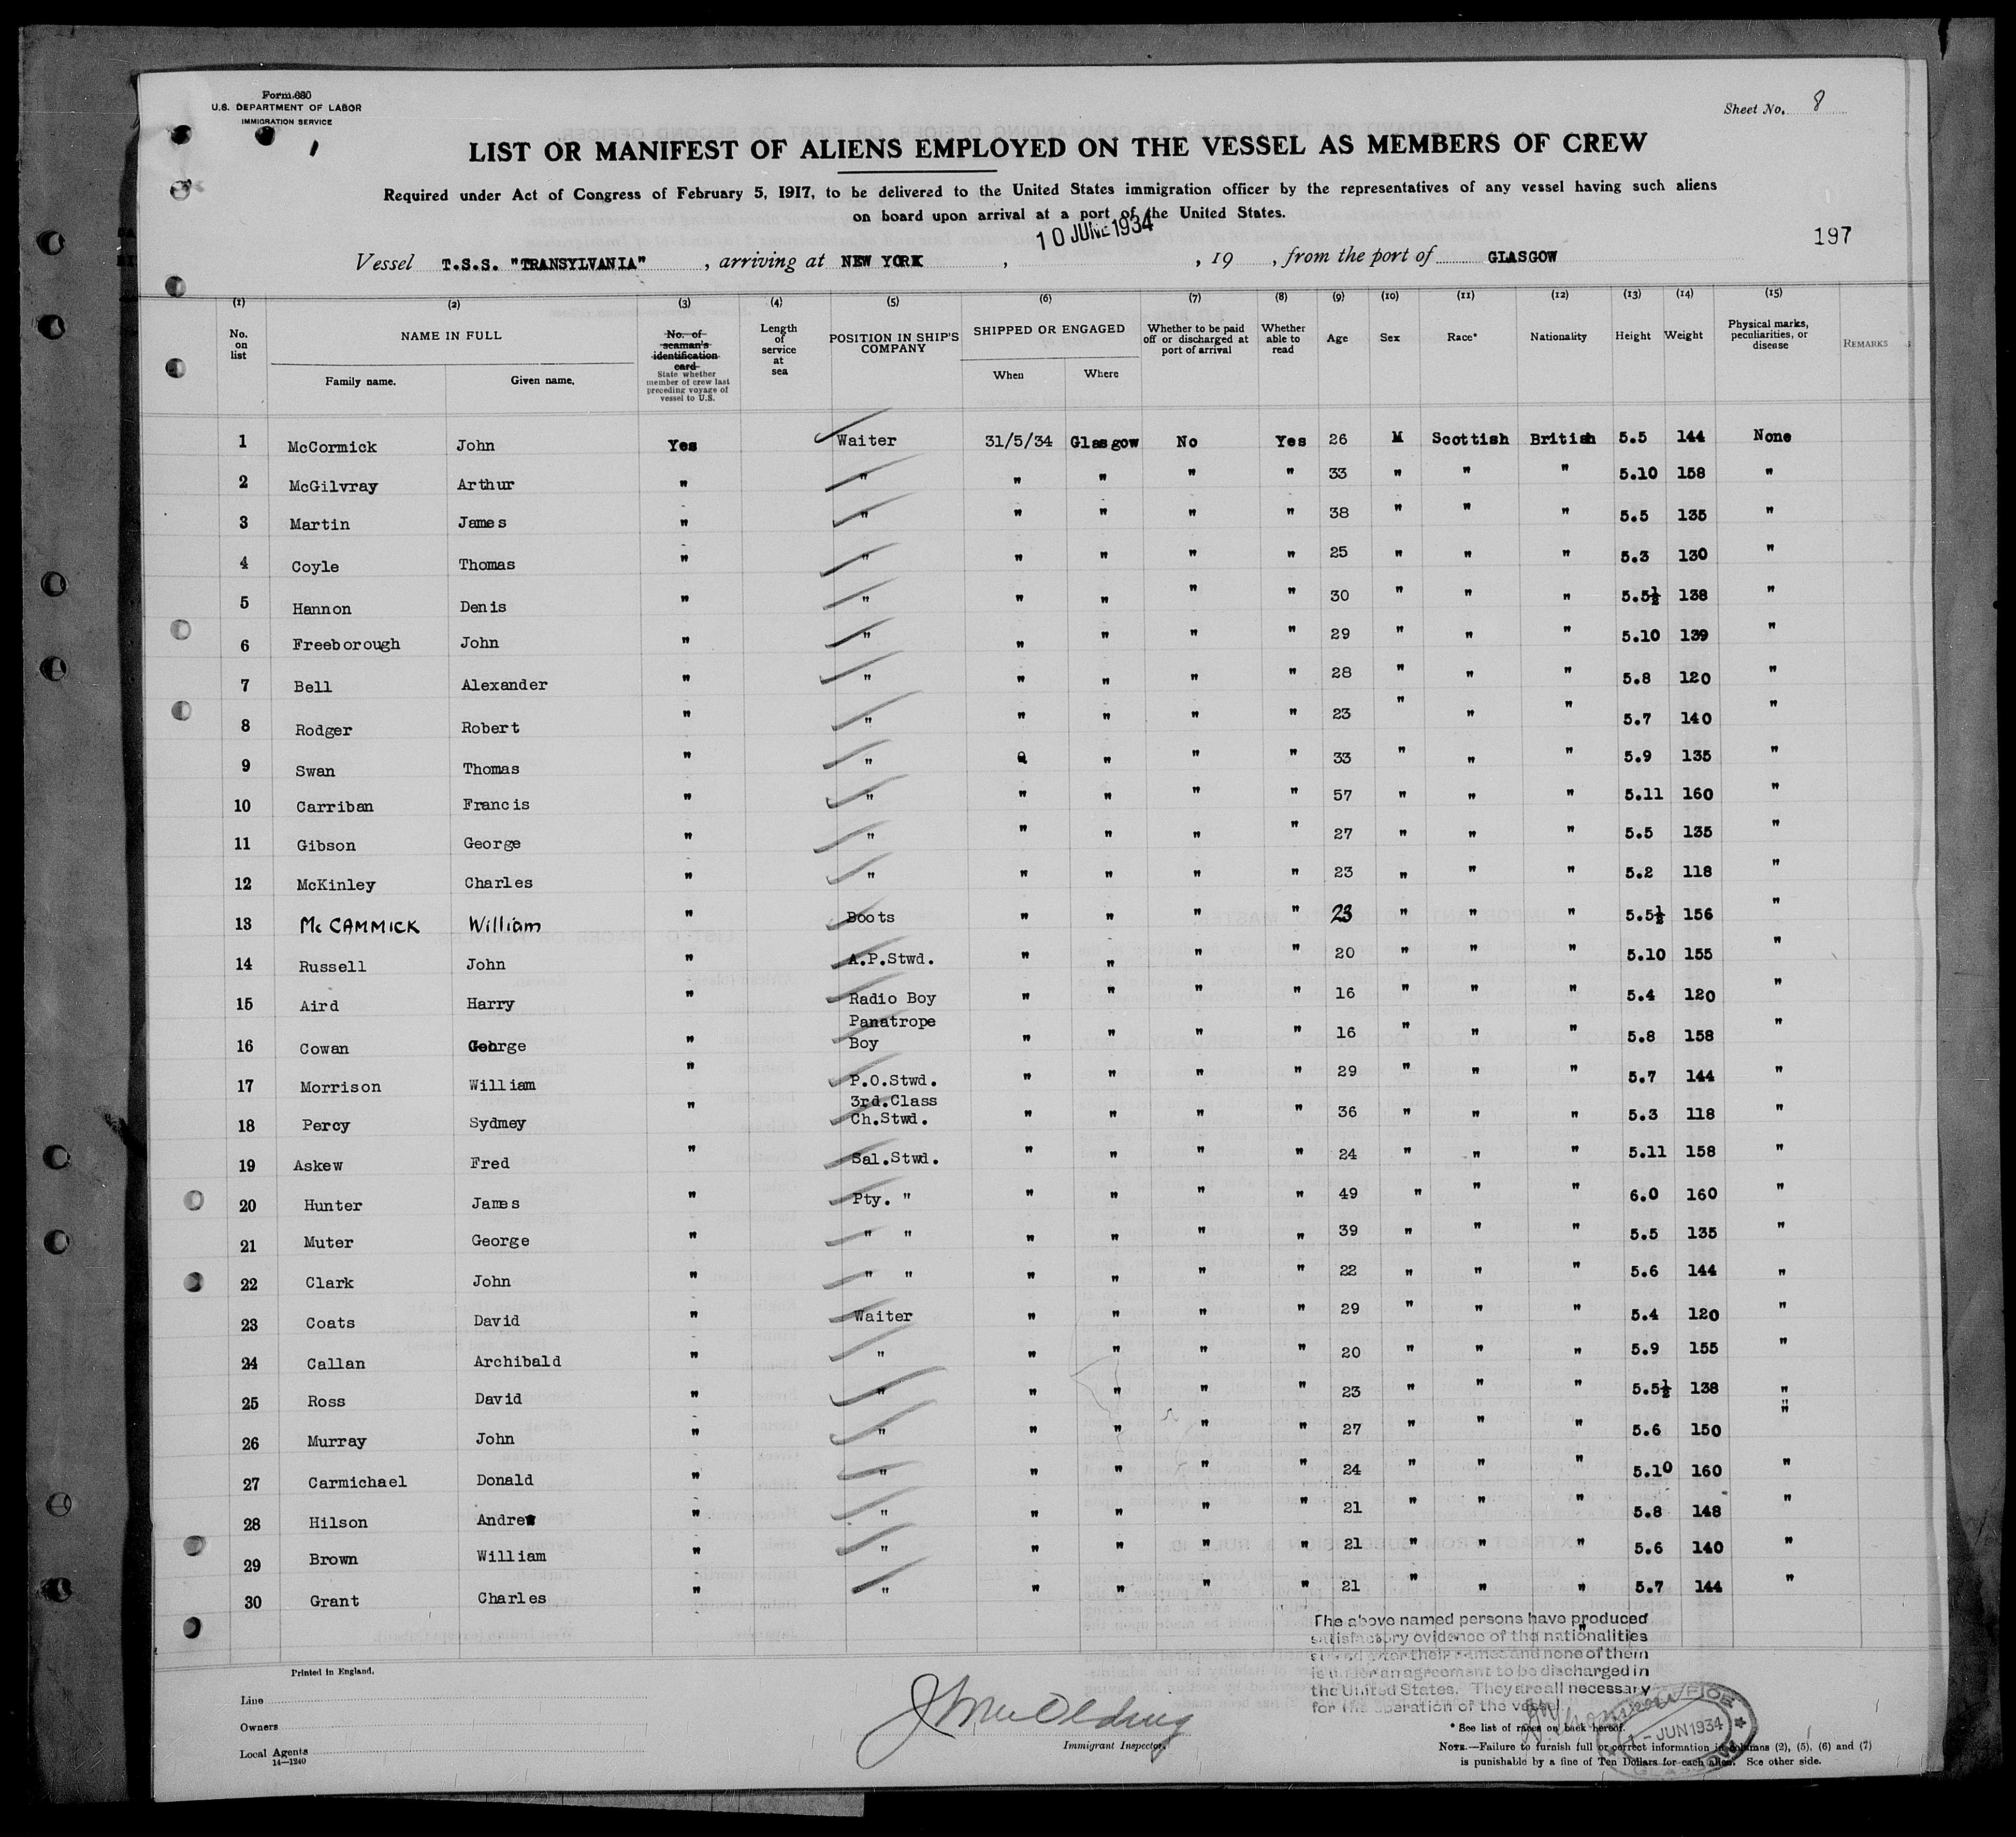 Form 680
U.S. DEPARTMENT OF LABOR
IMMIGRATION SERVICE
Sheet No. 8
LIST OR MANIFEST OF ALIENS EMPLOYED ON THE VESSEL AS MEMBERS OF CREW
Required under Act of Congress of February 5, 1917, to be delivered to the United States immigration officer by the representatives of any vessel having such aliens
on board upon arrival at a port of the United States.
10 JUNE 1934
197
Vessel T.S.S. "TRANSYLVANIA", arriving at NEW YORK, , 19 , from the port of GLASGOW
(1) (2) (3) (4) (5) (6) (7) (8) (9) (10) (11) (12) (13) (14) (15)
No. on list
NAME IN FULL
Family name. Given name.
No. of seaman's identification card
State whether member of crew last preceding voyage of vessel to U.S.
Length of service at sea
POSITION IN SHIP'S COMPANY
SHIPPED OR ENGAGED
When Where
Whether to be paid off or discharged at port of arrival
Whether able to read
Age Sex Race* Nationality Height Weight
Physical marks, peculiarities, or disease
REMARKS
1 McCormick John Yes Waiter 31/5/34 Glasgow No Yes 26 M Scottish British 5.5 144 None
2 McGilvray Arthur " " " " " " 33 " " " 5.10 158 "
3 Martin James " " " " " " 38 " " " 5.5 135 "
4 Coyle Thomas " " " " " " 25 " " " 5.3 130 "
5 Hannon Denis " " " " " " 30 " " " 5.5½ 138 "
6 Freeborough John " " " " " " 29 " " " 5.10 139 "
7 Bell Alexander " " " " " " 28 " " " 5.8 120 "
8 Rodger Robert " " " " " " 23 " " " 5.7 140 "
9 Swan Thomas " " " " " 33 " " " 5.9 135 "
10 Carriban Francis " " " " " " 57 " " " 5.11 160 "
11 Gibson George " " " " " " 27 " " " 5.5 135 "
12 McKinley Charles " " " " " " 23 " " " 5.2 118 "
13 McCAMMICK William " Boots " " " " 23 " " " 5.5½ 156 "
14 Russell John " A.P.Stwd. " " " " 20 " " " 5.10 155 "
15 Aird Harry " Radio Boy " " " " 16 " " " 5.4 120 "
16 Cowan George " Panatrope Boy " " " " 16 " " " 5.8 158 "
17 Morrison William " P.O.Stwd. " " " " 29 " " " 5.7 144 "
18 Percy Sydmey " 3rd.Class Ch.Stwd. " " " " 36 " " " 5.3 118 "
19 Askew Fred " Sal.Stwd. " " " " 24 " " " 5.11 158 "
20 Hunter James " Pty. " " " " " 49 " " " 6.0 160 "
21 Muter George " " " " " " " 39 " " " 5.5 135 "
22 Clark John " " " " " " " 22 " " " 5.6 144 "
23 Coats David " Waiter " " " " 29 " " " 5.4 120 "
24 Callan Archibald " " " " " " 20 " " " 5.9 155 "
25 Ross David " " " " " " 23 " " " 5.5½ 138 "
26 Murray John " " " " " " 27 " " " 5.6 150 "
27 Carmichael Donald " " " " " " 24 " " " 5.10 160 "
28 Hilson Andrew " " " " " " 21 " " " 5.8 148 "
29 Brown William " " " " " " 21 " " " 5.6 140 "
30 Grant Charles " " " " " " 21 " " " 5.7 144 "
The above named persons have produced
satisfactory evidence of the nationalities
stated after their names and none of them
is under an agreement to be discharged in
the United States. They are all necessary
for the operation of the vessel
Printed in England.
Line
Owners
Local Agents
14—1240
Immigrant Inspector.
* See list of races on back hereof.
NOTE.—Failure to furnish full or correct information in columns (2), (5), (6) and (7)
is punishable by a fine of Ten Dollars for each alien. See other side.
1-JUN 1934